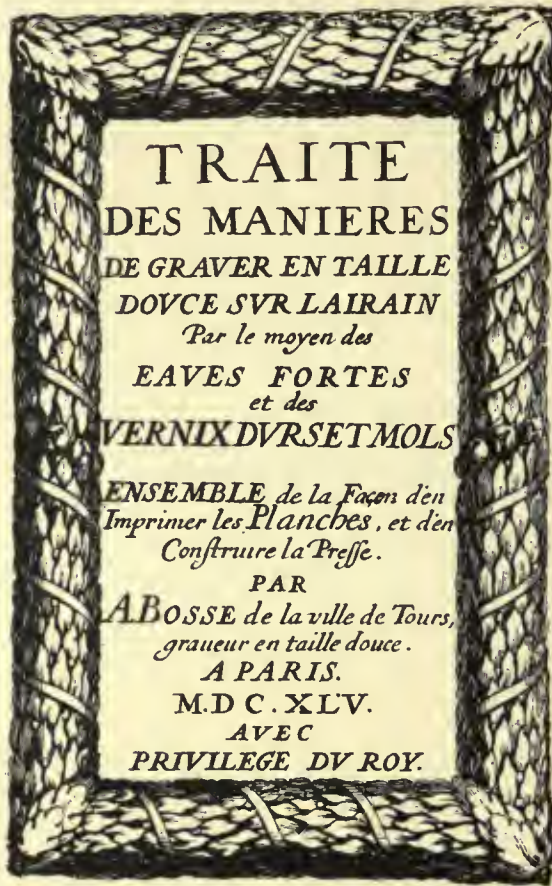 TRAITE
DES MANIERES
DE GRAVER EN TAILLE
DOVCE SVR LAIRAIN
Par le moyen des
EAVES FORTES
et des
VERNIX DVRS ET MOLS
ENSEMBLE de la Façon d'en
Imprimer les Planches, et d'en
Conſtruire la Preſſe.
PAR
A BOSSE de la ville de Tours,
graueur en taille douce.
A PARIS.
M.D C.XLV.
AVEC
PRIVILEGE DV ROY.